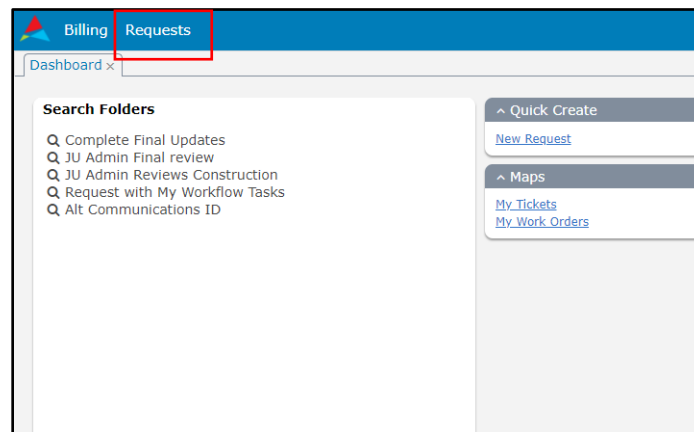 Billing Requests
Dashboard ×
Search Folders
Complete Final Updates
JU Admin Final review
JU Admin Reviews Construction
Request with My Workflow Tasks
Alt Communications ID
Quick Create
New Request
Maps
My Tickets
My Work Orders